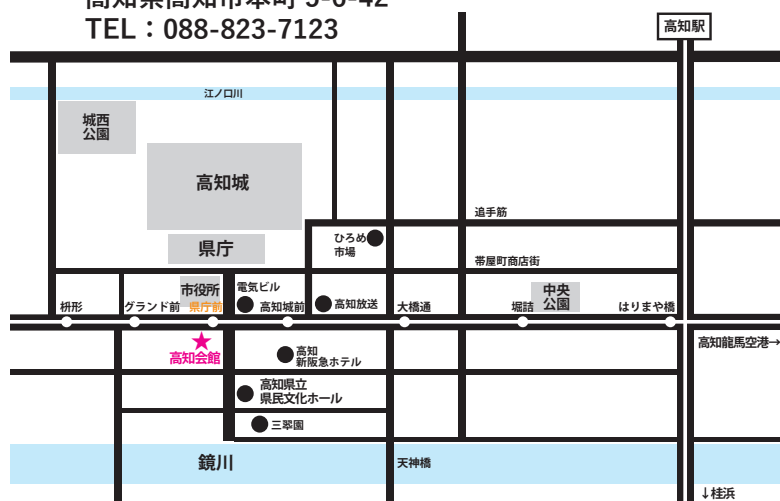 高知県高知市本町 5-6-42
TEL：088-823-7123
高知駅
江ノ口川
城西
公園
高知城
追手筋
ひろめ
市場
県庁
帯屋町商店街
市役所
電気ビル
中央
公園
枡形
グランド前
県庁前
高知城前
高知放送
大橋通
堀詰
はりまや橋
高知会館
高知
新阪急ホテル
高知龍馬空港→
高知県立
県民文化ホール
三翠園
鏡川
天神橋
↓桂浜